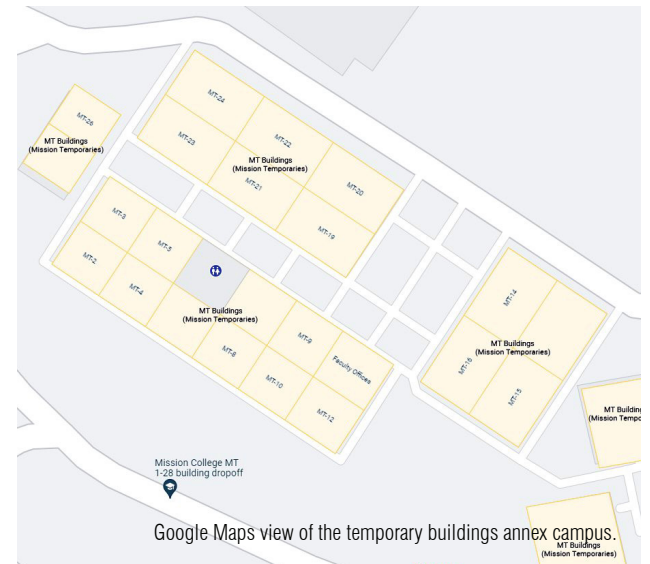 MT-24
MT-26
MT Buildings
(Mission Temporaries)
MT-23
MT-22
MT Buildings
(Mission Temporaries)
MT-21
MT-20
MT-19
MT-3
MT-5
MT-2
MT-4
MT Buildings
(Mission Temporaries)
MT-9
MT-8
Faculty Offices
MT-10
MT-12
MT-14
MT Buildings
(Mission Temporaries)
MT-16
MT-15
MT Building
(Mission Tempo
Mission College MT
1-28 building dropoff
Google Maps view of the temporary buildings annex campus.
MT Buildings
(Mission Temporaries)